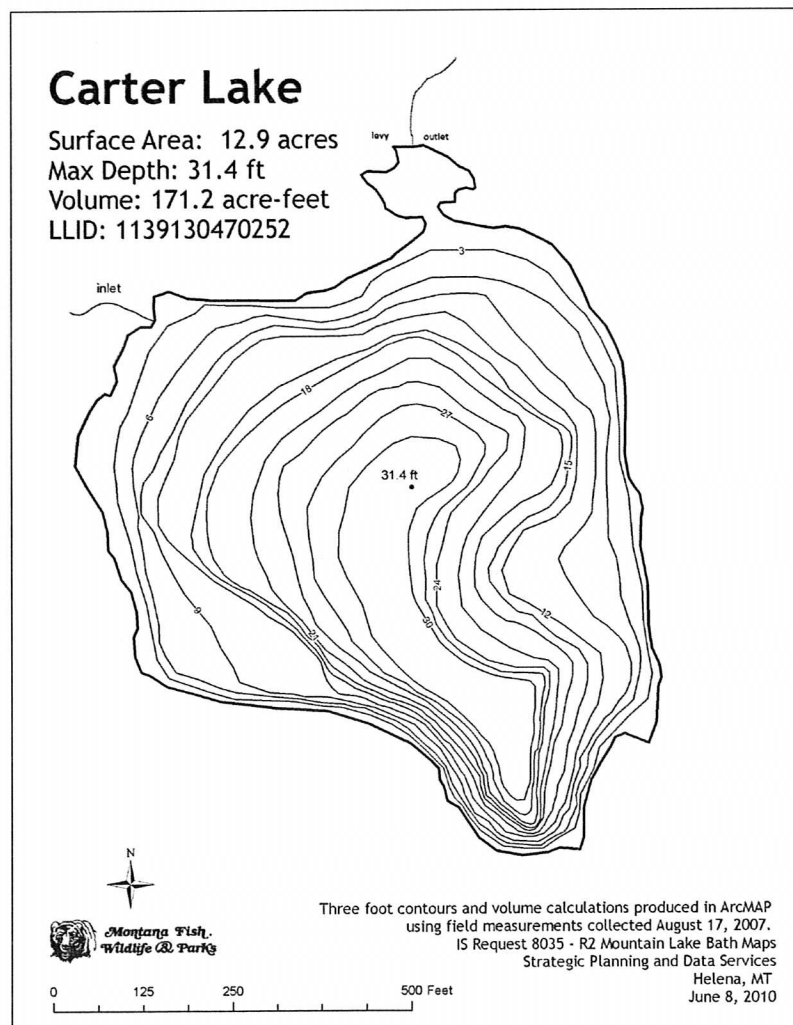 Carter Lake
Surface Area: 12.9 acres
Max Depth: 31.4 ft
Volume: 171.2 acre-feet
LLID: 1139130470252
levy outlet
inlet
3
6
18
27
15
31.4 ft
24
9
12
30
N
Montana Fish,
Wildlife & Parks
Three foot contours and volume calculations produced in ArcMAP
using field measurements collected August 17, 2007.
IS Request 8035 - R2 Mountain Lake Bath Maps
Strategic Planning and Data Services
Helena, MT
June 8, 2010
0 125 250 500 Feet